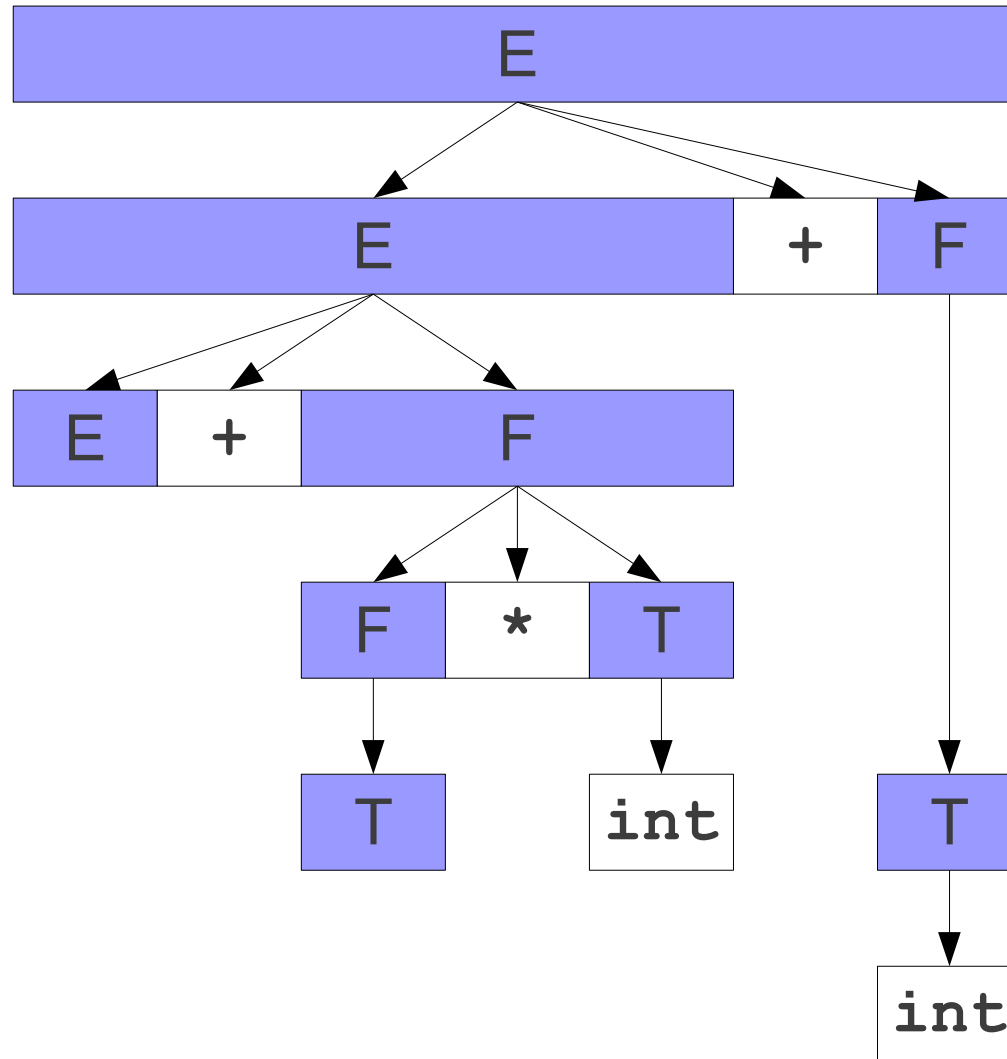 E
E + F
E + F
F * T
T int T
int